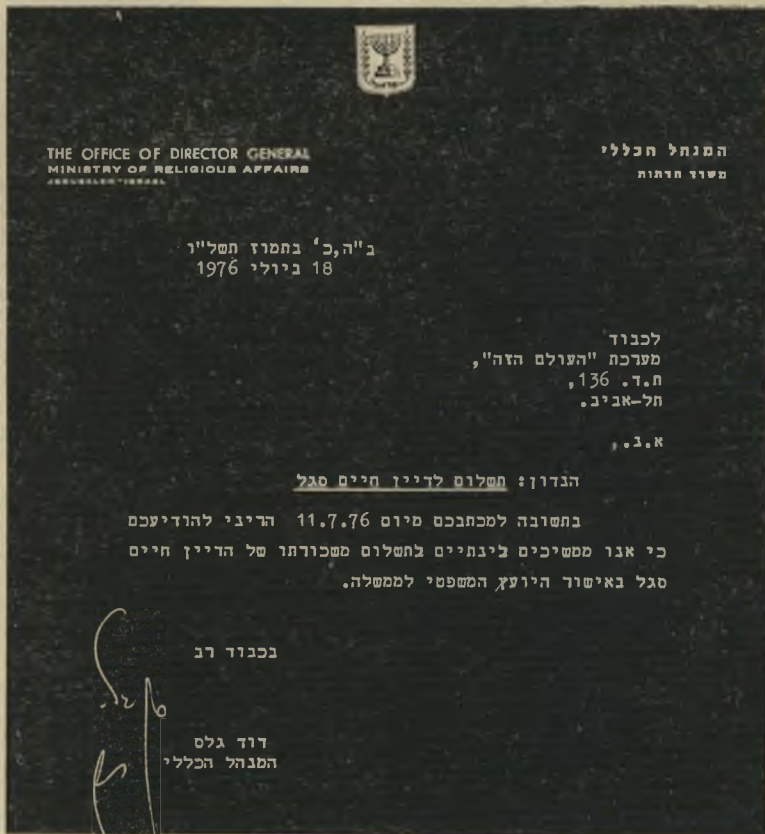 THE OFFICE OF DIRECTOR GENERAL
MINISTRY OF RELIGIOUS AFFAIRS
JERUSALEM-ISRAEL
המנהל הכללי
משרד הדתות
ב"ה,כ' בתמוז תשל"ו
18 ביולי 1976
לכבוד
מערכת "העולם הזה",
ת.ד. 136,
תל-אביב.
א.נ.,
הנדון: תשלום לדיין חיים סגל
בתשובה למכתבכם מיום 11.7.76 הריני להודיעכם
כי אנו ממשיכים בינתיים בתשלום משכורתו של הדיין חיים
סגל באישור היועץ המשפטי לממשלה.
בכבוד רב
דוד גלס
המנהל הכללי